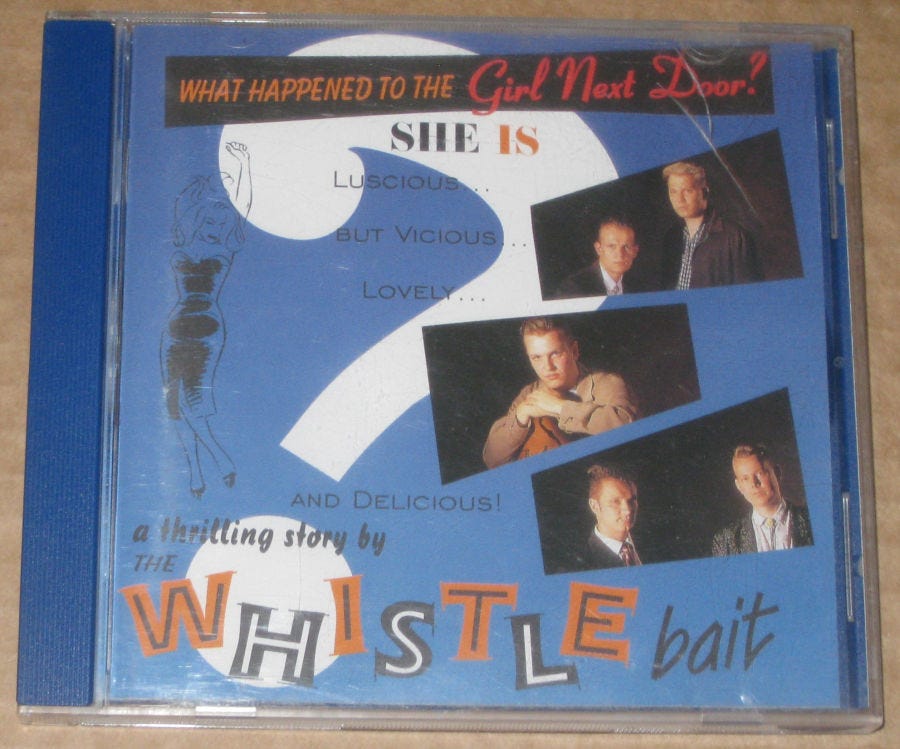 WHAT HAPPENED TO THE Girl Next Door?
SHE IS
LUSCIOUS...
BUT VICIOUS...
LOVELY...
AND DELICIOUS!
a thrilling story by
THE
WHISTLE bait